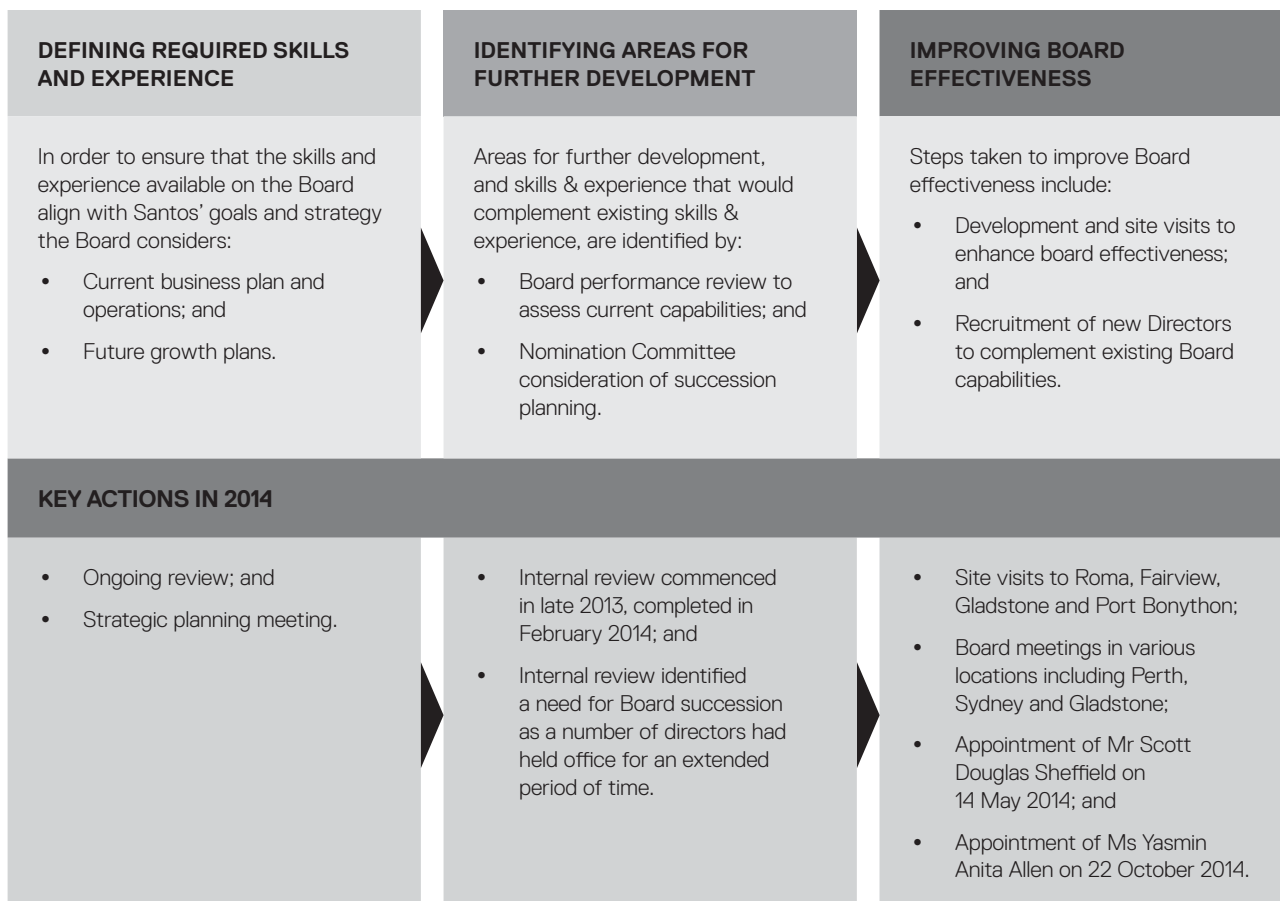 DEFINING REQUIRED SKILLS
AND EXPERIENCE
In order to ensure that the skills and
experience available on the Board
align with Santos' goals and strategy
the Board considers:
• Current business plan and
operations; and
• Future growth plans.
IDENTIFYING AREAS FOR
FURTHER DEVELOPMENT
Areas for further development,
and skills & experience that would
complement existing skills &
experience, are identified by:
• Board performance review to
assess current capabilities; and
• Nomination Committee
consideration of succession
planning.
IMPROVING BOARD
EFFECTIVENESS
Steps taken to improve Board
effectiveness include:
• Development and site visits to
enhance board effectiveness;
and
• Recruitment of new Directors
to complement existing Board
capabilities.
KEY ACTIONS IN 2014
• Ongoing review; and
• Strategic planning meeting.
• Internal review commenced
in late 2013, completed in
February 2014; and
• Internal review identified
a need for Board succession
as a number of directors had
held office for an extended
period of time.
• Site visits to Roma, Fairview,
Gladstone and Port Bonython;
• Board meetings in various
locations including Perth,
Sydney and Gladstone;
• Appointment of Mr Scott
Douglas Sheffield on
14 May 2014; and
• Appointment of Ms Yasmin
Anita Allen on 22 October 2014.